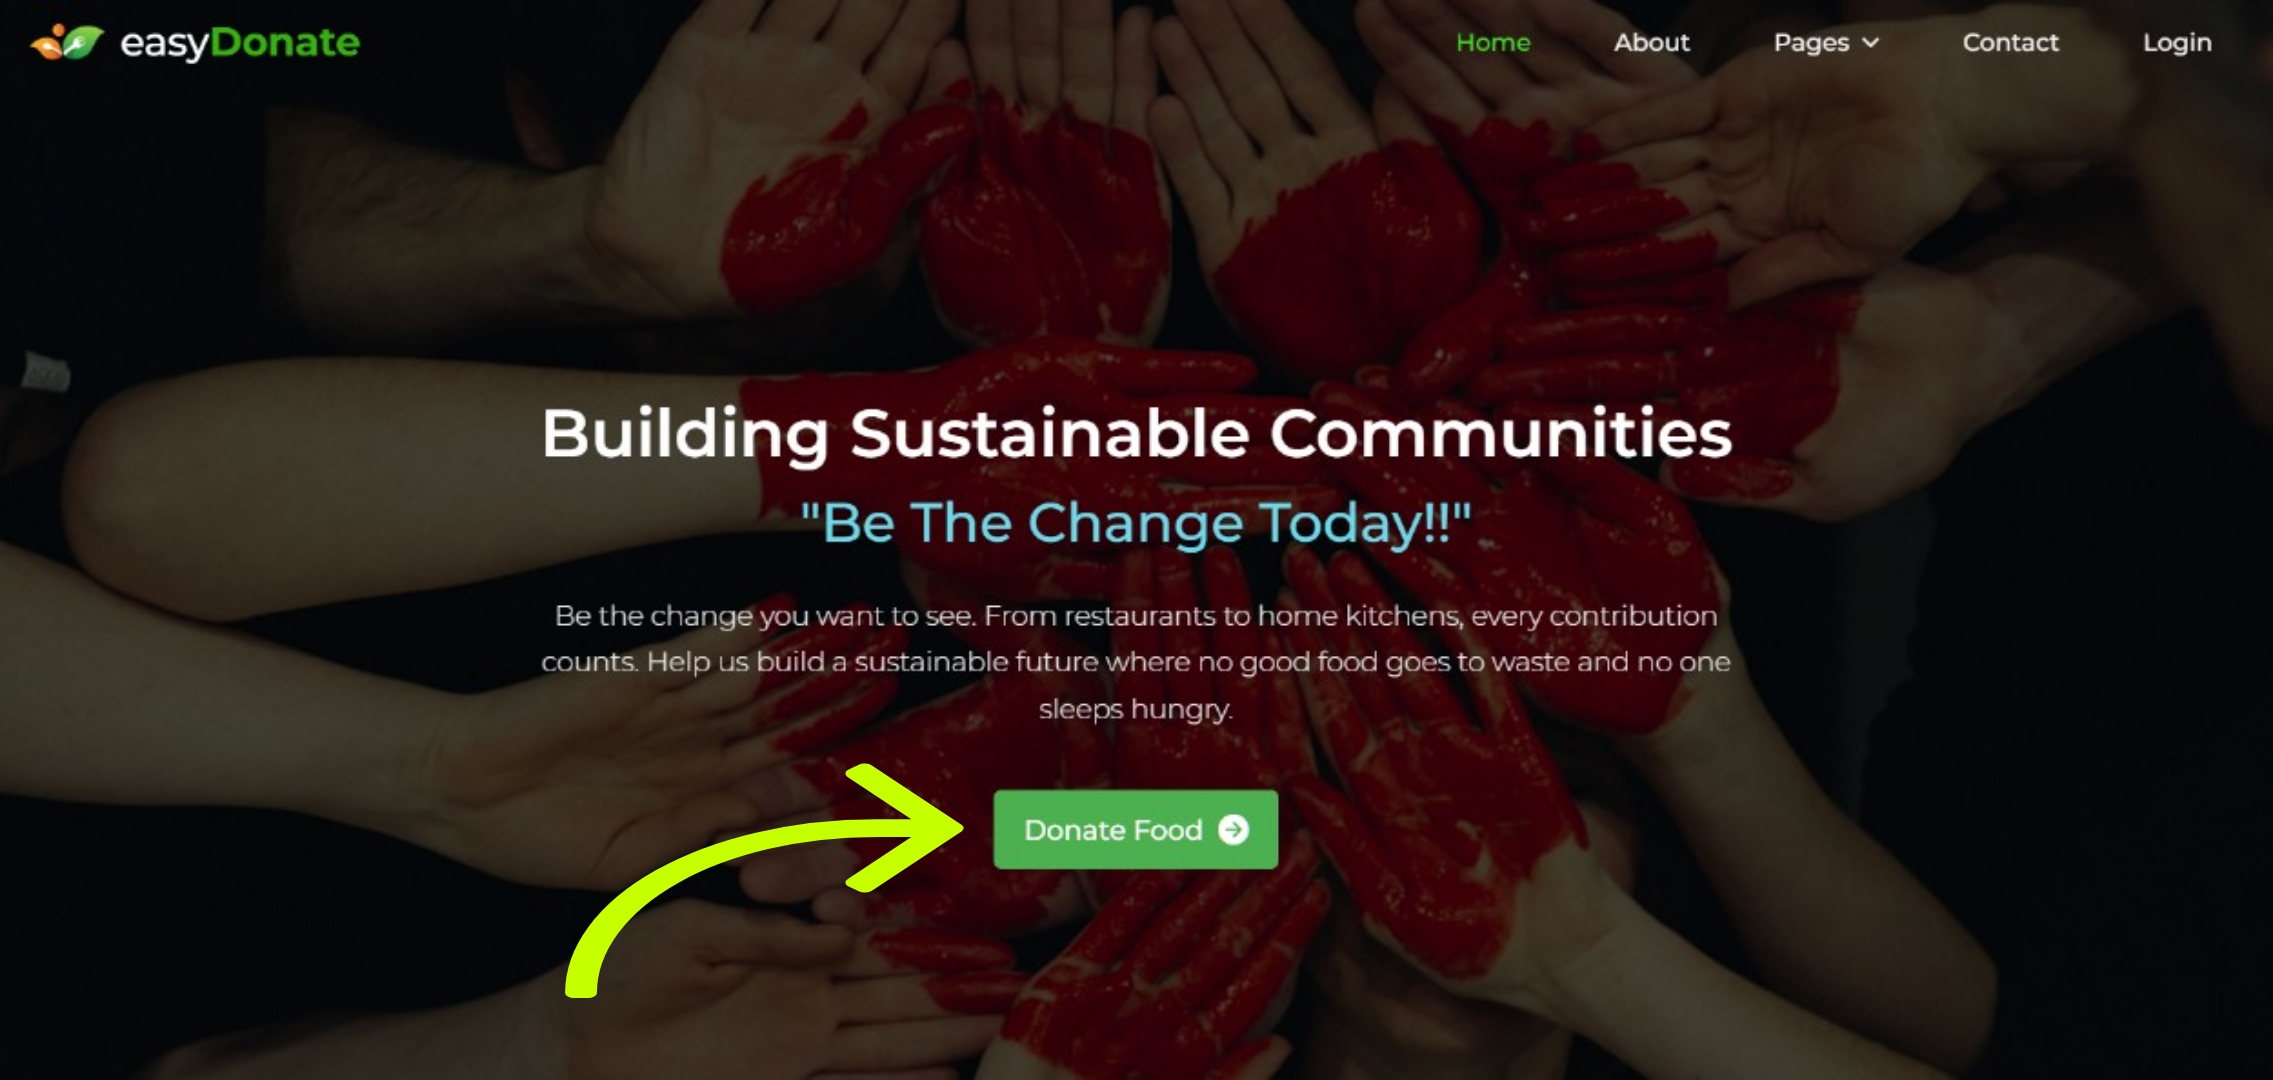 easyDonate
Home About Pages Contact Login
Building Sustainable Communities
"Be The Change Today!!"
Be the change you want to see. From restaurants to home kitchens, every contribution
counts. Help us build a sustainable future where no good food goes to waste and no one
sleeps hungry.
Donate Food